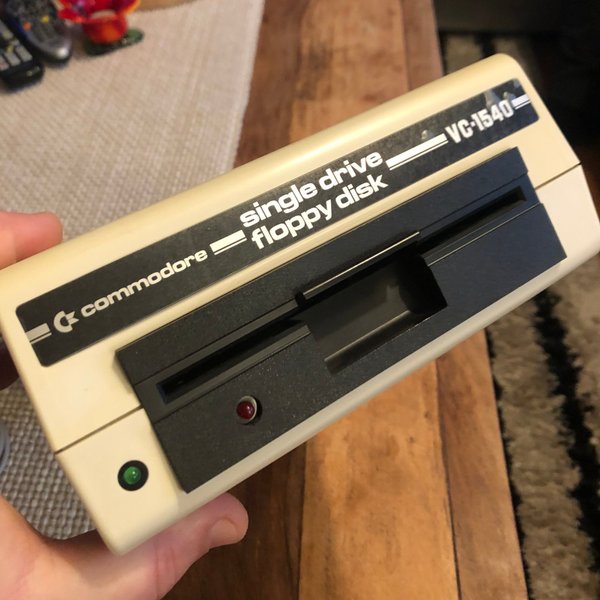 commodore
single drive
floppy disk
VC-1540